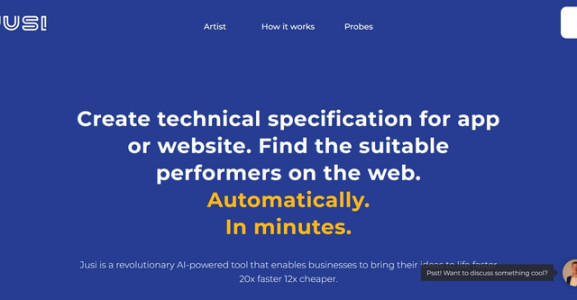 JUSI
Artist How it works Probes
Create technical specification for app
or website. Find the suitable
performers on the web.
Automatically.
In minutes.
Jusi is a revolutionary AI-powered tool that enables businesses to bring their ideas to life faster
20x faster 12x cheaper.
Psst! Want to discuss something cool?